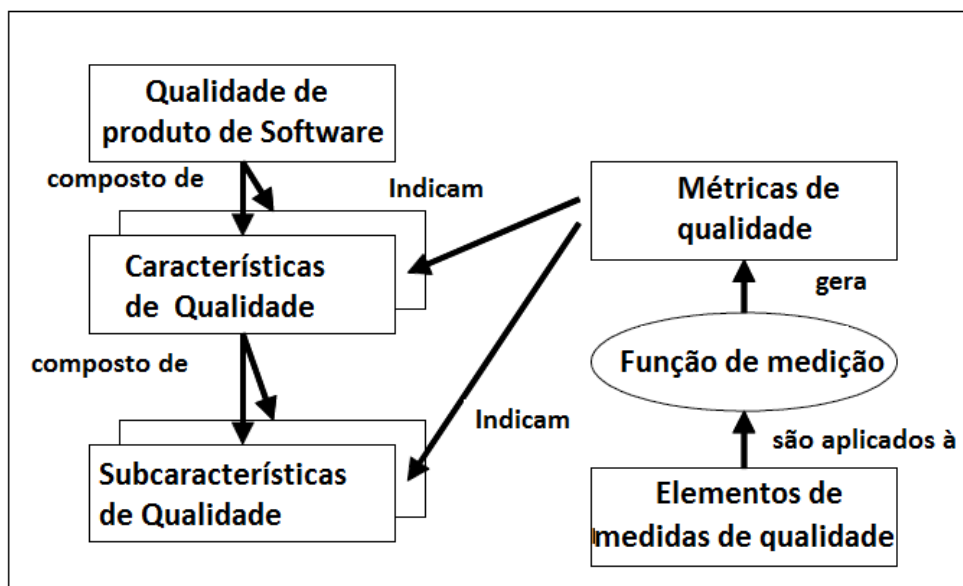 Qualidade de
produto de Software
composto de
Indicam
Métricas de
qualidade
Características
de Qualidade
gera
composto de
Função de medição
Indicam
são aplicados à
Subcaracterísticas
de Qualidade
Elementos de
medidas de qualidade